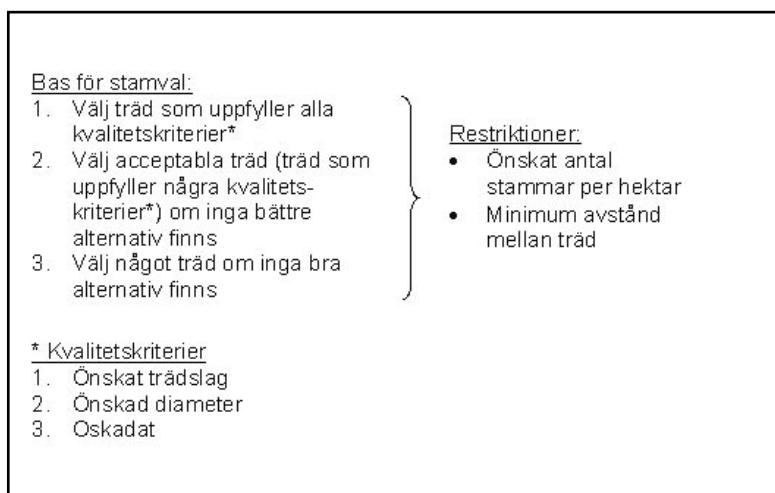 Bas för stamval:
1. Välj träd som uppfyller alla
kvalitetskriterier*
2. Välj acceptabla träd (träd som
uppfyller några kvalitets-
kriterier*) om inga bättre
alternativ finns
3. Välj något träd om inga bra
alternativ finns
Restriktioner:
• Önskat antal
stammar per hektar
• Minimum avstånd
mellan träd
* Kvalitetskriterier
1. Önskat trädslag
2. Önskad diameter
3. Oskadat